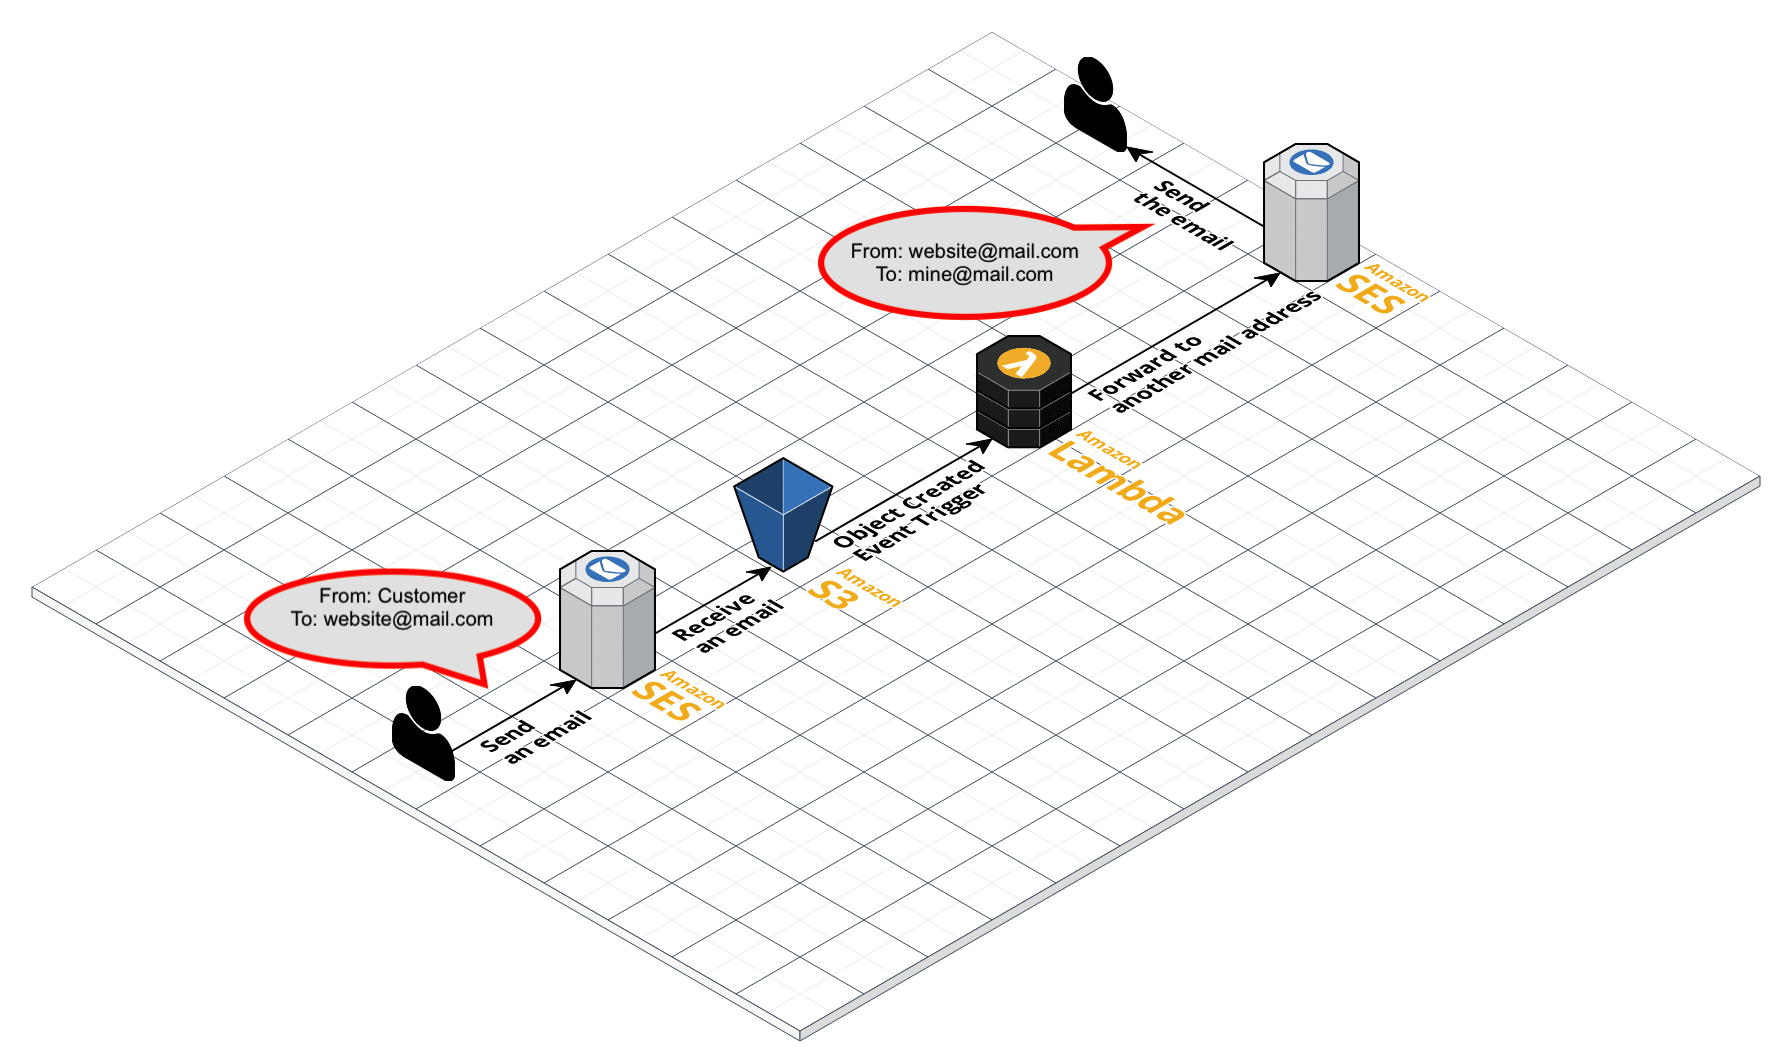 From: Customer
To: website@mail.com
Send
an email
Amazon
SES
Receive
an email
Amazon
S3
Object Created
Event Trigger
Amazon
Lambda
Forward to
another mail address
Amazon
SES
Send
the email
From: website@mail.com
To: mine@mail.com